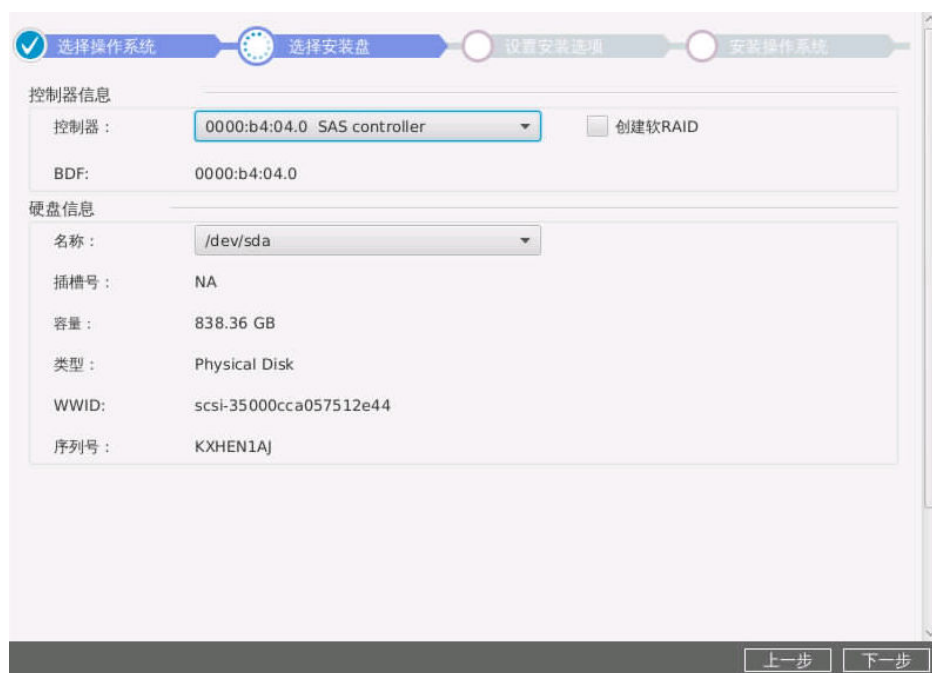 选择操作系统 选择安装盘 设置安装选项 安装操作系统
控制器信息
控制器： 0000:b4:04.0 SAS controller 创建软RAID
BDF: 0000:b4:04.0
硬盘信息
名称： /dev/sda
插槽号： NA
容量： 838.36 GB
类型： Physical Disk
WWID: scsi-35000cca057512e44
序列号： KXHEN1AJ
上一步 下一步